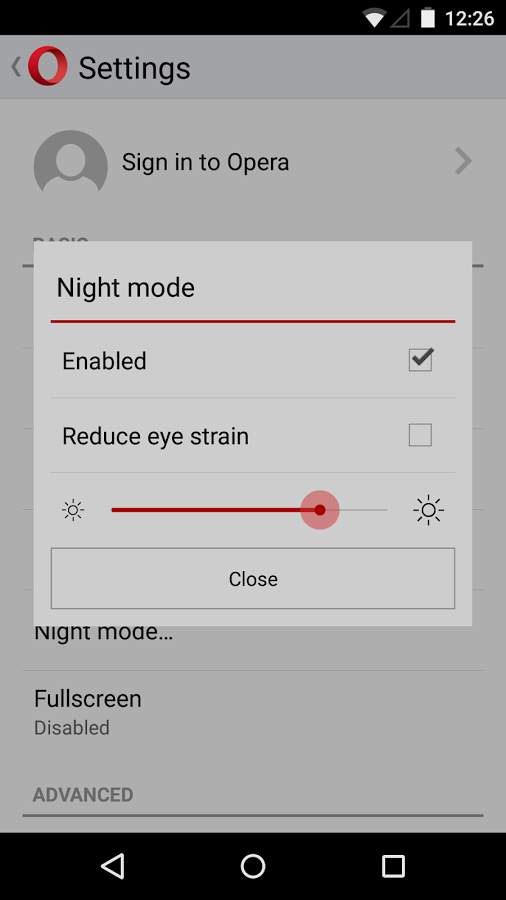 12:26
Settings
Sign in to Opera
BASIC
Night mode
Enabled
Reduce eye strain
Close
Night mode...
Fullscreen
Disabled
ADVANCED